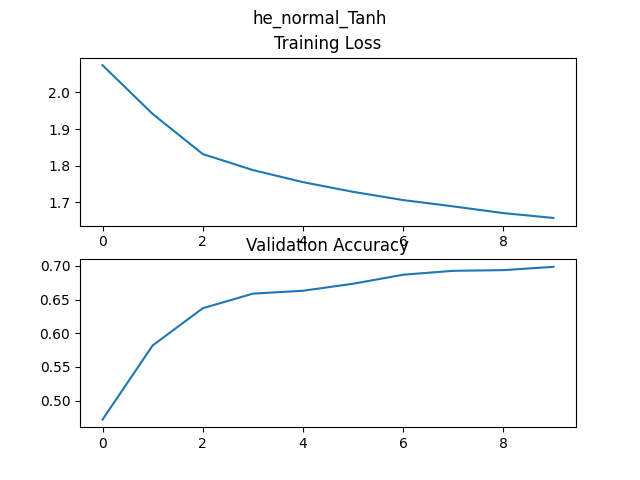 he_normal_Tanh
Training Loss
2.0
1.9
1.8
1.7
0 2 4 6 8
Validation Accuracy
0.70
0.65
0.60
0.55
0.50
0 2 4 6 8